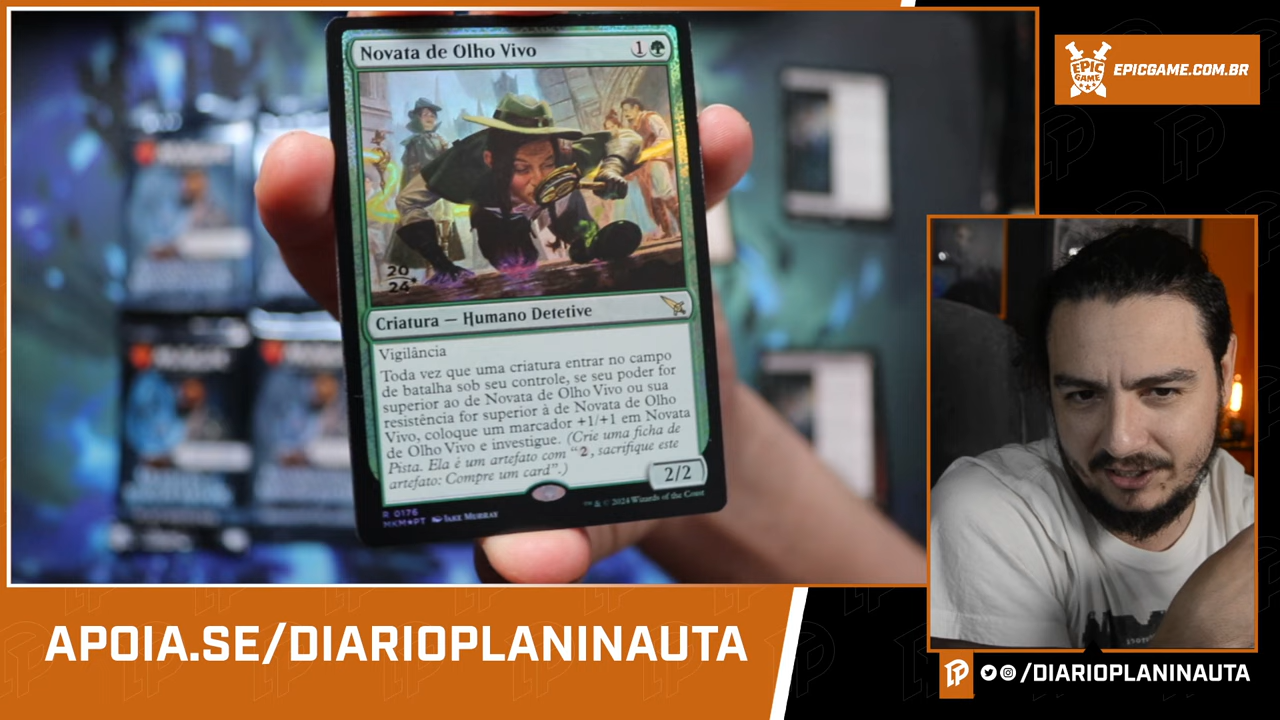 Novata de Olho Vivo
1
20
24
Criatura — Humano Detetive
Vigilância
Toda vez que uma criatura entrar no campo
de batalha sob seu controle, se seu poder for
superior ao de Novata de Olho Vivo ou sua
resistência for superior à de Novata de Olho
Vivo, coloque um marcador +1/+1 em Novata
de Olho Vivo e investigue. (Crie uma ficha de
Pista. Ela é um artefato com “2, sacrifique este
artefato: Compre um card”.)
2/2
R 0176
MKM★PT JAKE MURRAY
™ & © 2024 Wizards of the Coast
EPIC
GAME
EPICGAME.COM.BR
APOIA.SE/DIARIOPLANINAUTA
/DIARIOPLANINAUTA